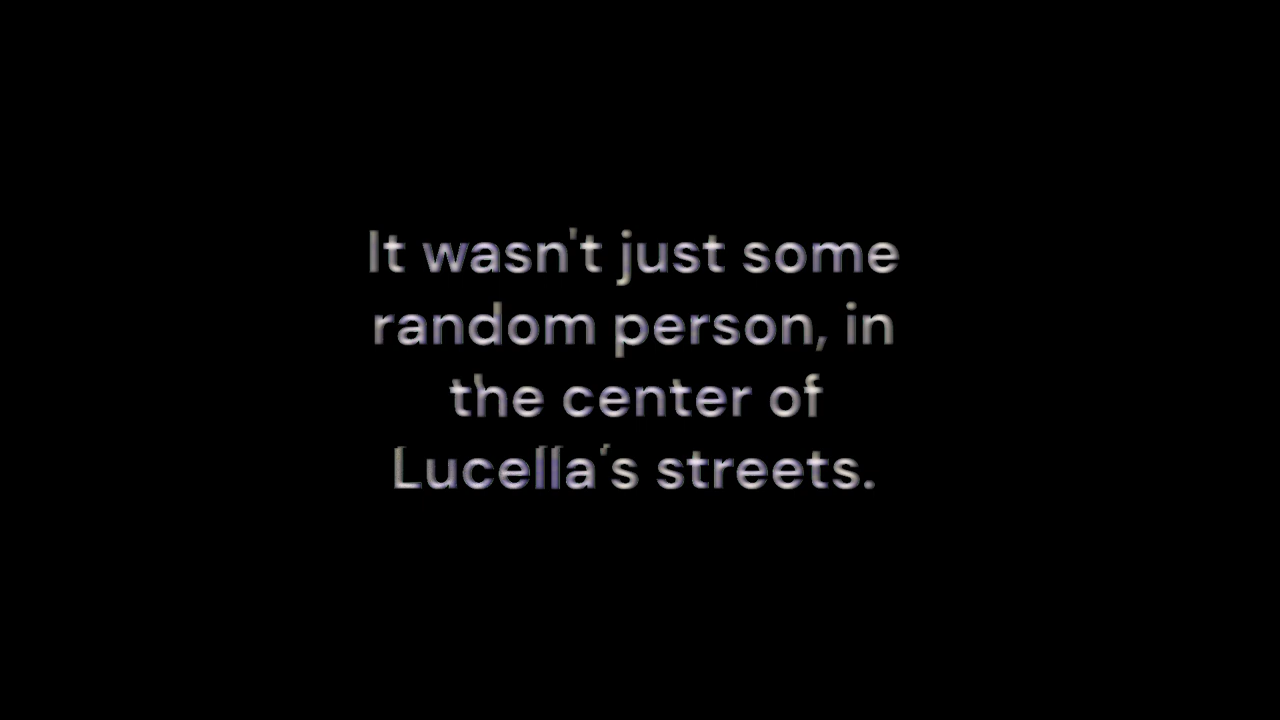 It wasn't just some
random person, in
the center of
Lucella's streets.